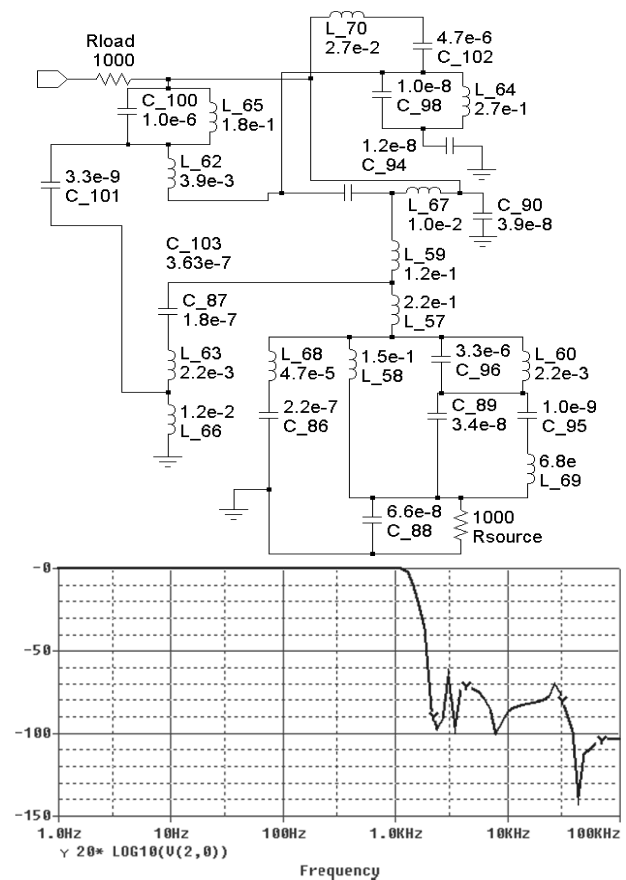 L_70
2.7e-2
4.7e-6
C_102
Rload
1000
C_100
1.0e-6
L_65
1.8e-1
1.0e-8
C_98
L_64
2.7e-1
1.2e-8
C_94
L_62
3.9e-3
3.3e-9
C_101
L_67
1.0e-2
C_90
3.9e-8
C_103
3.63e-7
L_59
1.2e-1
C_87
1.8e-7
2.2e-1
L_57
L_63
2.2e-3
L_68
4.7e-5
1.5e-1
L_58
3.3e-6
C_96
L_60
2.2e-3
1.2e-2
L_66
2.2e-7
C_86
C_89
3.4e-8
1.0e-9
C_95
6.8e
L_69
6.6e-8
C_88
1000
Rsource
-0
-50
-100
-150
1.0Hz 10Hz 100Hz 1.0KHz 10KHz 100KHz
20* LOG10(V(2,0))
Frequency